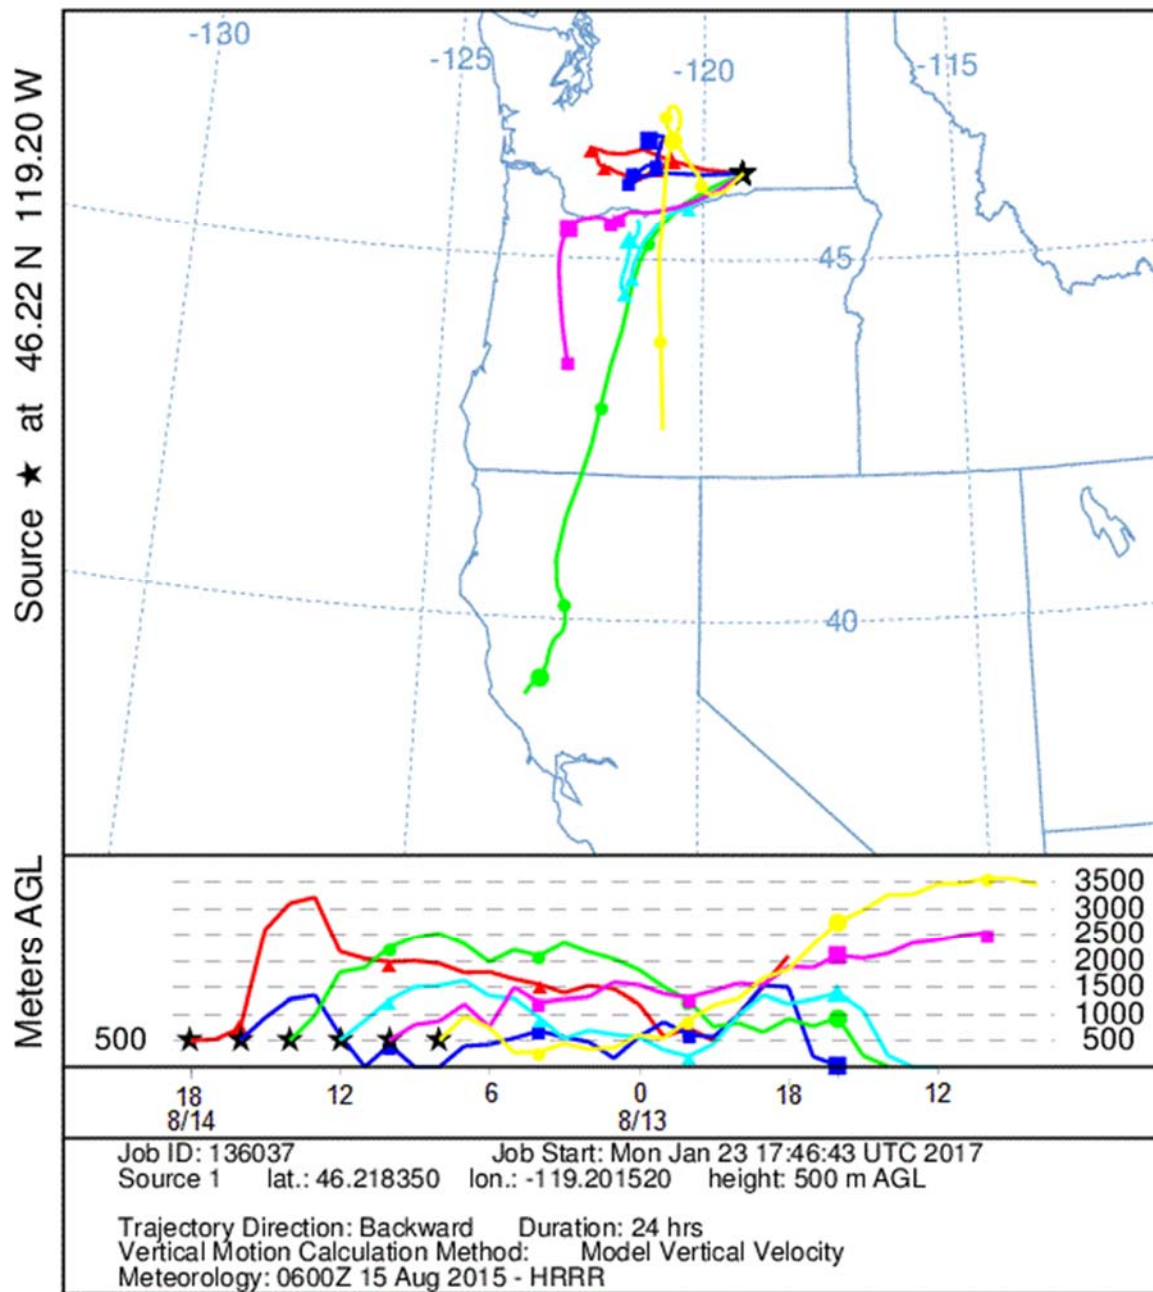 -130
-125
-120
-115
45
40
Source ★ at 46.22 N 119.20 W
Meters AGL
3500
3000
2500
2000
1500
1000
500
500
18 12 6 0 18 12
8/14 8/13
Job ID: 136037 Job Start: Mon Jan 23 17:46:43 UTC 2017
Source 1 lat.: 46.218350 lon.: -119.201520 height: 500 m AGL
Trajectory Direction: Backward Duration: 24 hrs
Vertical Motion Calculation Method: Model Vertical Velocity
Meteorology: 0600Z 15 Aug 2015 - HRRR